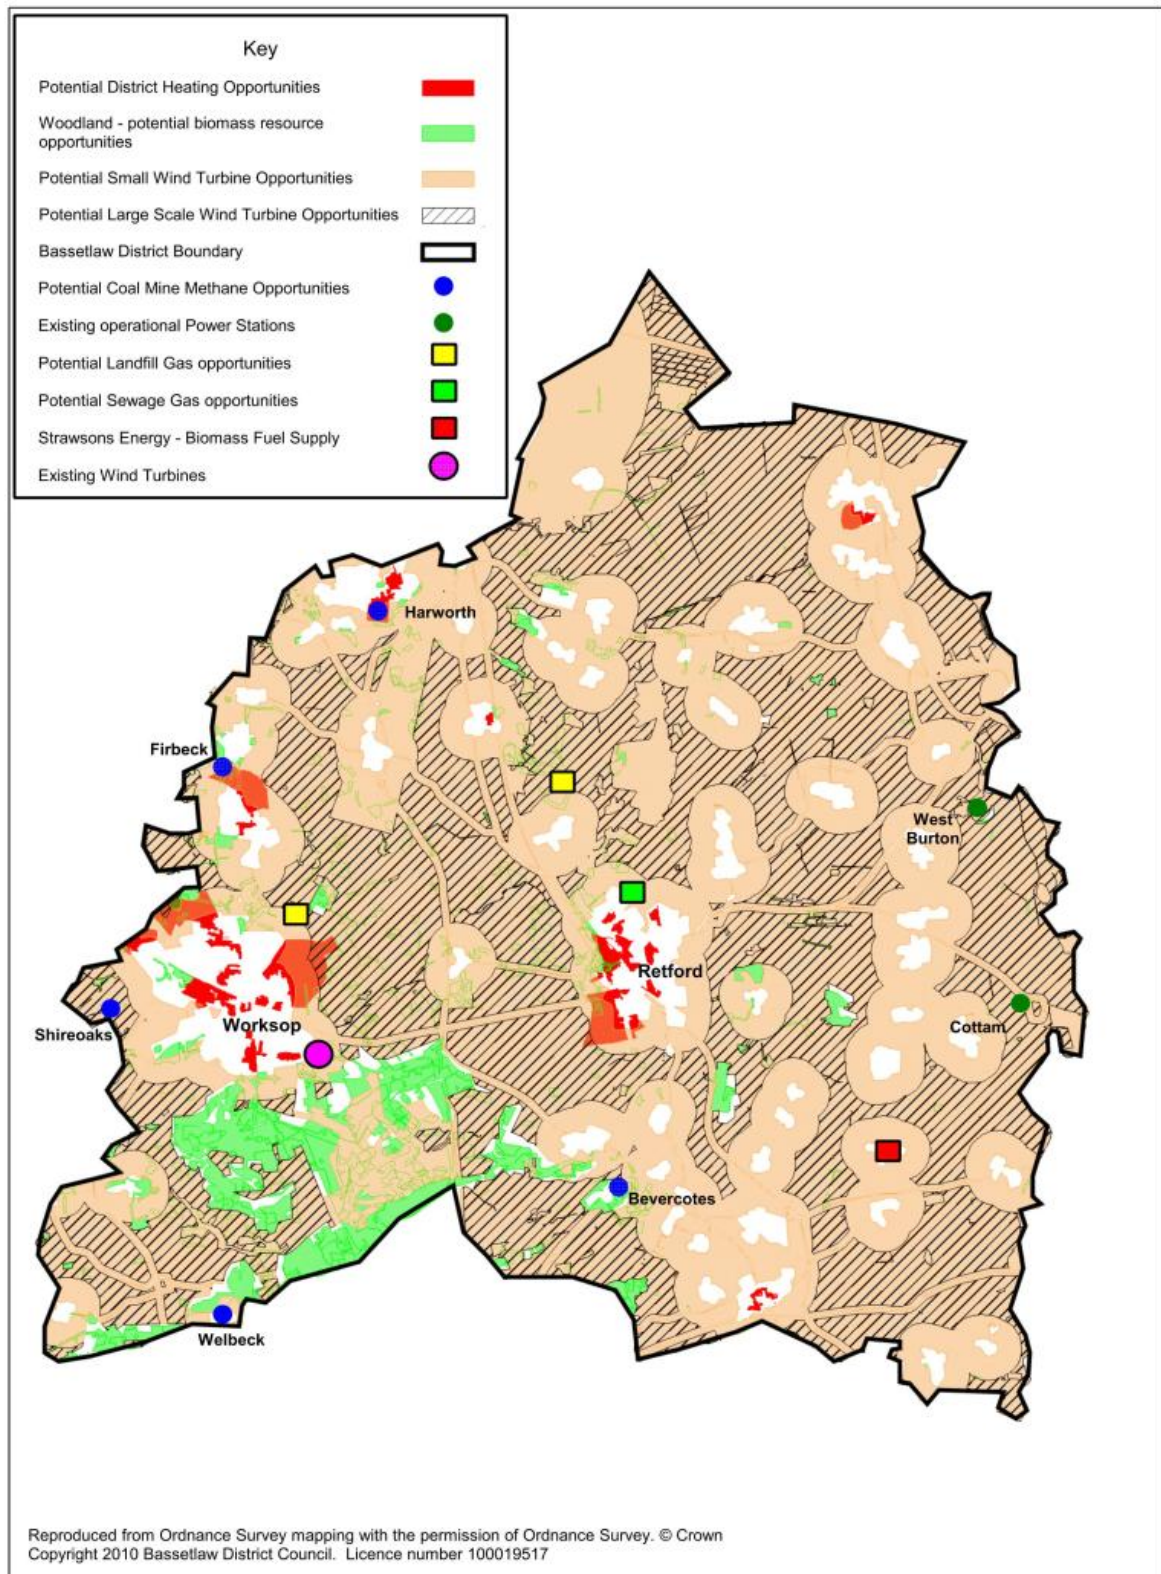 Key
Potential District Heating Opportunities
Woodland - potential biomass resource
opportunities
Potential Small Wind Turbine Opportunities
Potential Large Scale Wind Turbine Opportunities
Bassetlaw District Boundary
Potential Coal Mine Methane Opportunities
Existing operational Power Stations
Potential Landfill Gas opportunities
Potential Sewage Gas opportunities
Strawsons Energy - Biomass Fuel Supply
Existing Wind Turbines
Harworth
Firbeck
West
Burton
Retford
Shireoaks
Worksop
Cottam
Bevercotes
Welbeck
Reproduced from Ordnance Survey mapping with the permission of Ordnance Survey. © Crown
Copyright 2010 Bassetlaw District Council.  Licence number 100019517